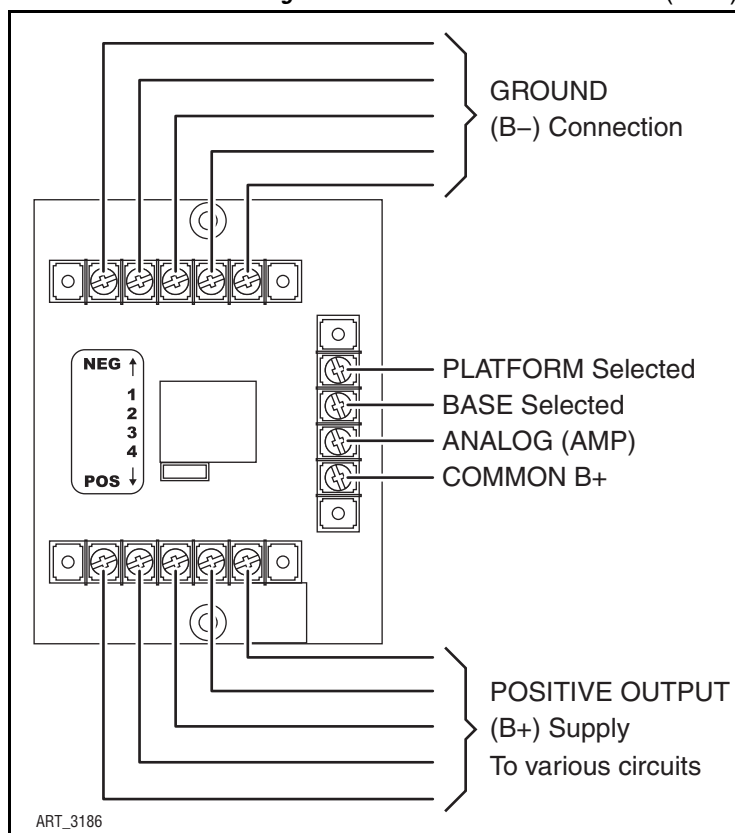 GROUND
(B–) Connection
NEG ↑
1
2
3
4
POS ↓
PLATFORM Selected
BASE Selected
ANALOG (AMP)
COMMON B+
POSITIVE OUTPUT
(B+) Supply
To various circuits
ART_3186